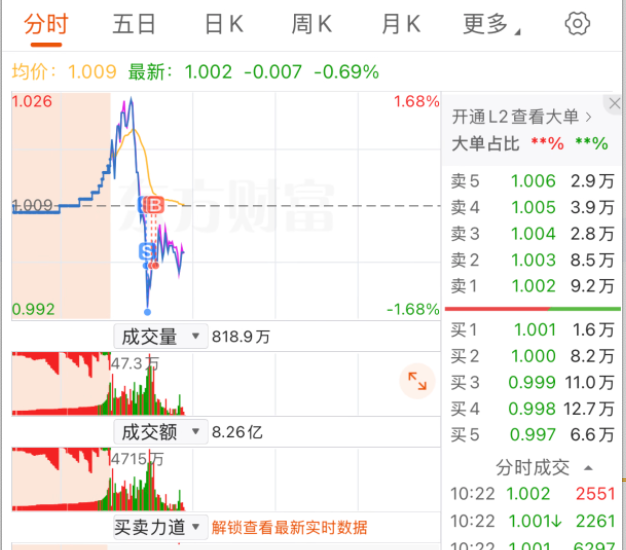 分时 五日 日K 周K 月K 更多
均价: 1.009 最新: 1.002 -0.007 -0.69%
1.026 1.68%
1.009
东方财富
B
S
0.992 -1.68%
成交量 818.9万
47.3万
成交额 8.26亿
4715万
买卖力道 解锁查看最新实时数据
开通L2查看大单
大单占比 **% **%
卖5 1.006 2.9万
卖4 1.005 3.9万
卖3 1.004 2.8万
卖2 1.003 8.5万
卖1 1.002 9.2万
买1 1.001 1.6万
买2 1.000 8.2万
买3 0.999 11.0万
买4 0.998 12.7万
买5 0.997 6.6万
分时成交
10:22 1.002 2551
10:22 1.001↓ 2261
10:22 1.001 6297